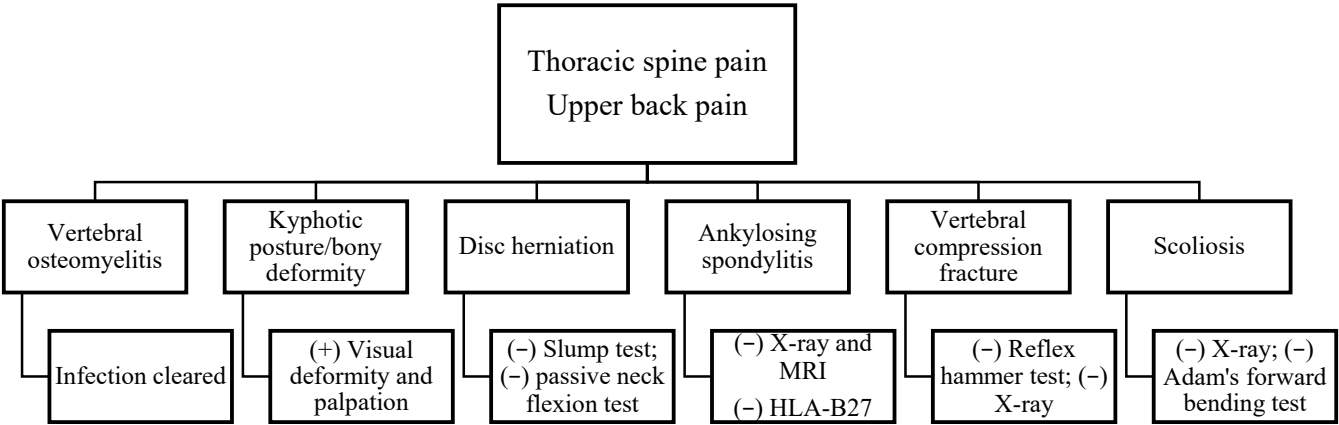 Thoracic spine pain
Upper back pain
Vertebral
osteomyelitis
Kyphotic
posture/bony
deformity
Disc herniation
Ankylosing
spondylitis
Vertebral
compression
fracture
Scoliosis
Infection cleared
(+) Visual
deformity and
palpation
(−) Slump test;
(−) passive neck
flexion test
(−) X-ray and
MRI
(−) HLA-B27
(−) Reflex
hammer test; (−)
X-ray
(−) X-ray; (−)
Adam's forward
bending test